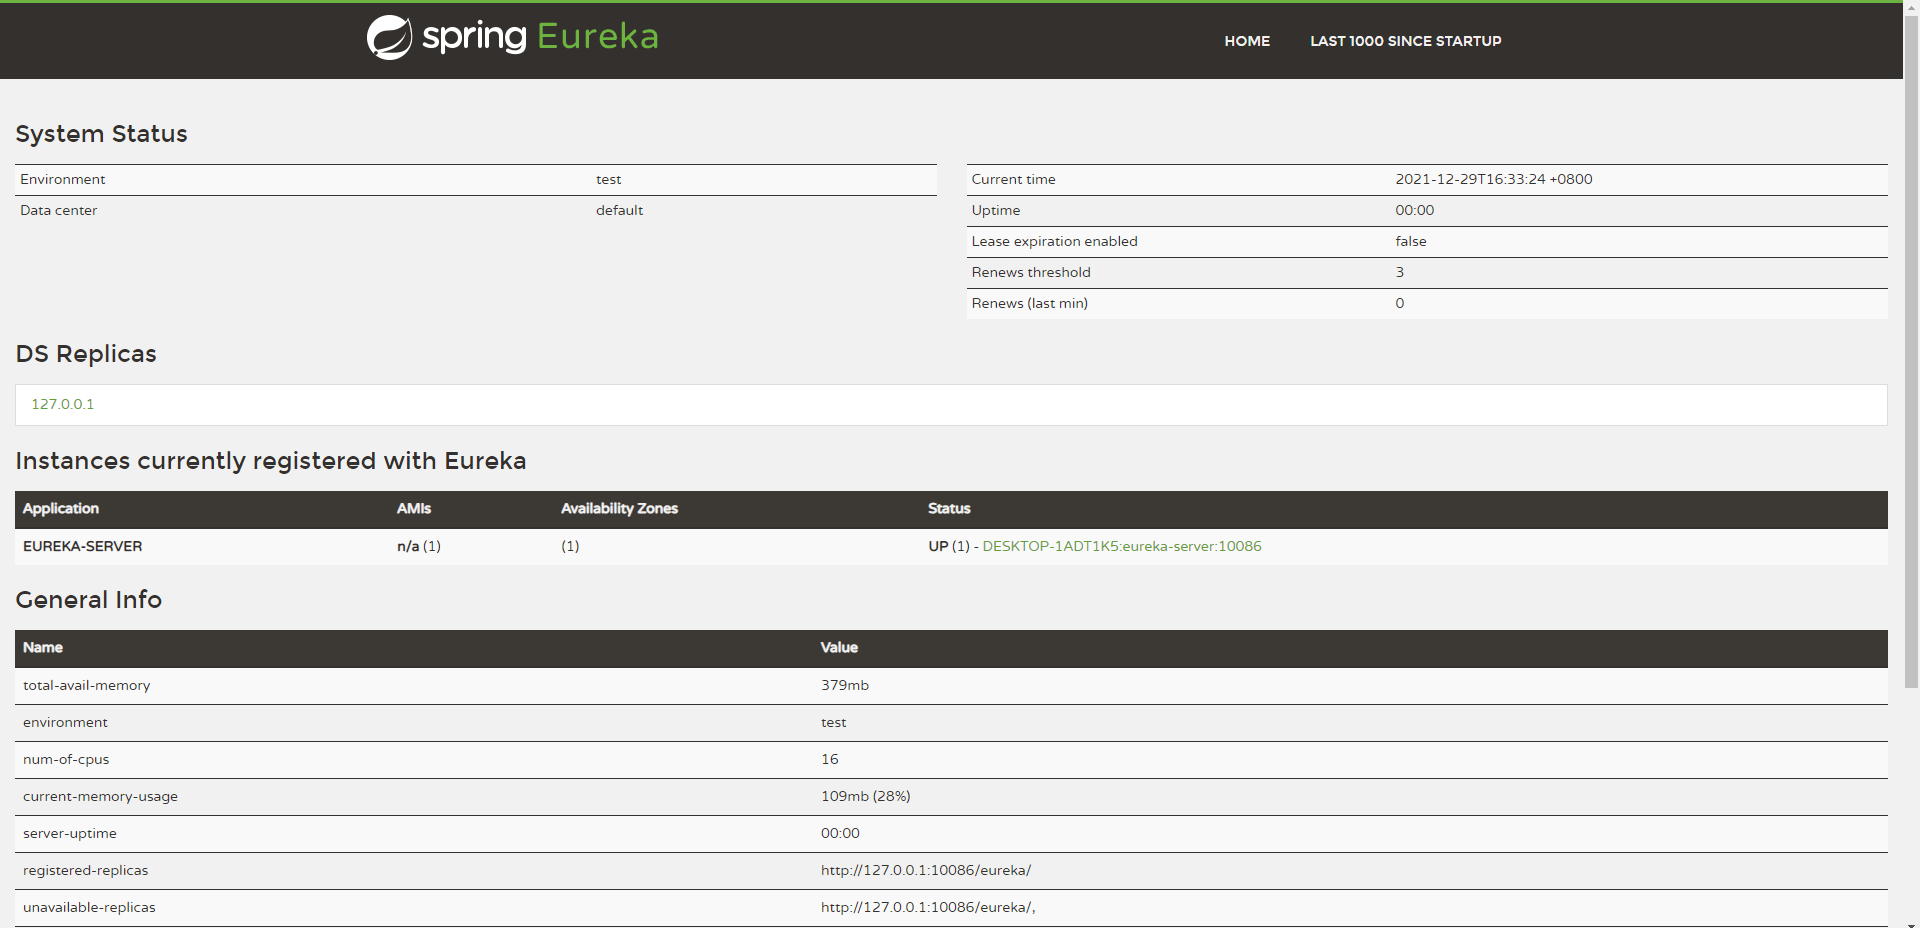 spring Eureka
HOME LAST 1000 SINCE STARTUP
System Status
Environment test
Data center default
Current time 2021-12-29T16:33:24 +0800
Uptime 00:00
Lease expiration enabled false
Renews threshold 3
Renews (last min) 0
DS Replicas
127.0.0.1
Instances currently registered with Eureka
Application AMIs Availability Zones Status
EUREKA-SERVER n/a (1) (1) UP (1) - DESKTOP-1ADT1K5:eureka-server:10086
General Info
Name Value
total-avail-memory 379mb
environment test
num-of-cpus 16
current-memory-usage 109mb (28%)
server-uptime 00:00
registered-replicas http://127.0.0.1:10086/eureka/
unavailable-replicas http://127.0.0.1:10086/eureka/,